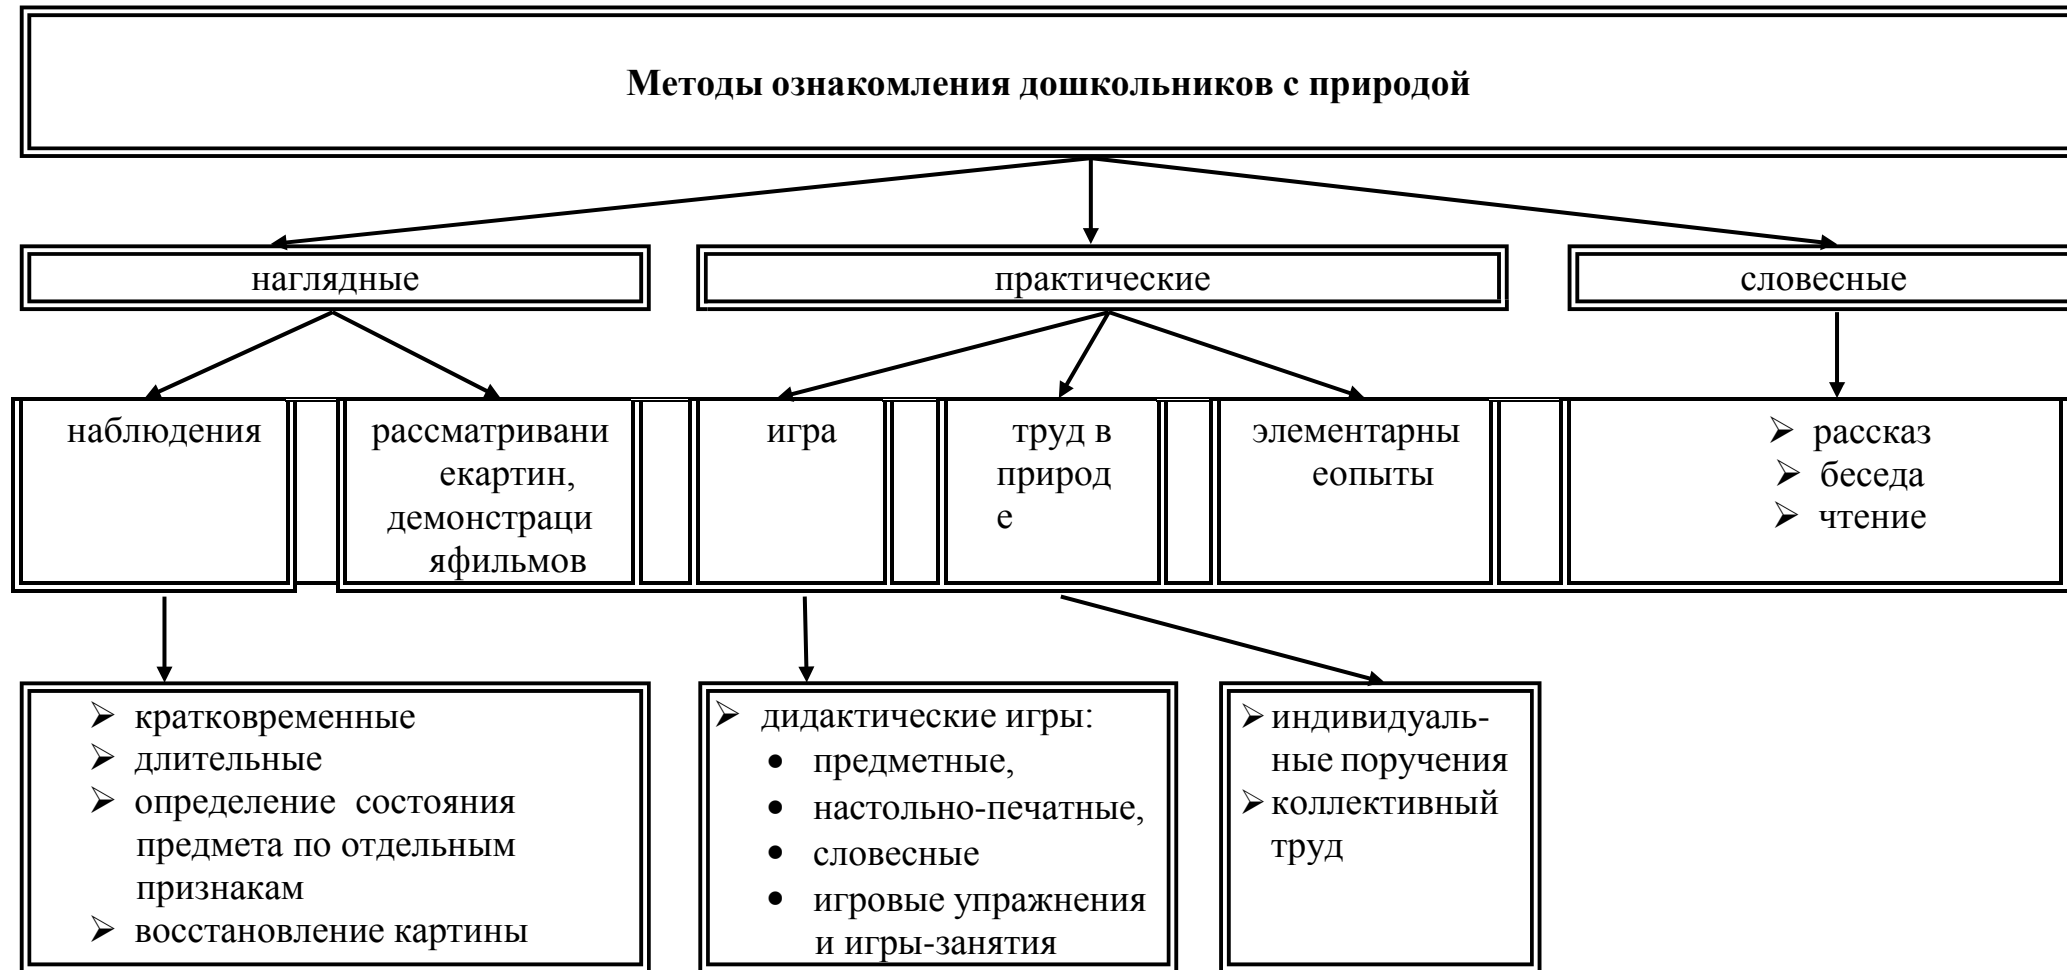 Методы ознакомления дошкольников с природой
наглядные
практические
словесные
наблюдения
рассматривани
екартин,
демонстраци
яфильмов
игра
труд в
природ
е
элементарны
еопыты
➢ рассказ
➢ беседа
➢ чтение
➢ кратковременные
➢ длительные
➢ определение состояния
предмета по отдельным
признакам
➢ восстановление картины
➢ дидактические игры:
• предметные,
• настольно-печатные,
• словесные
• игровые упражнения
и игры-занятия
➢ индивидуаль-
ные поручения
➢ коллективный
труд